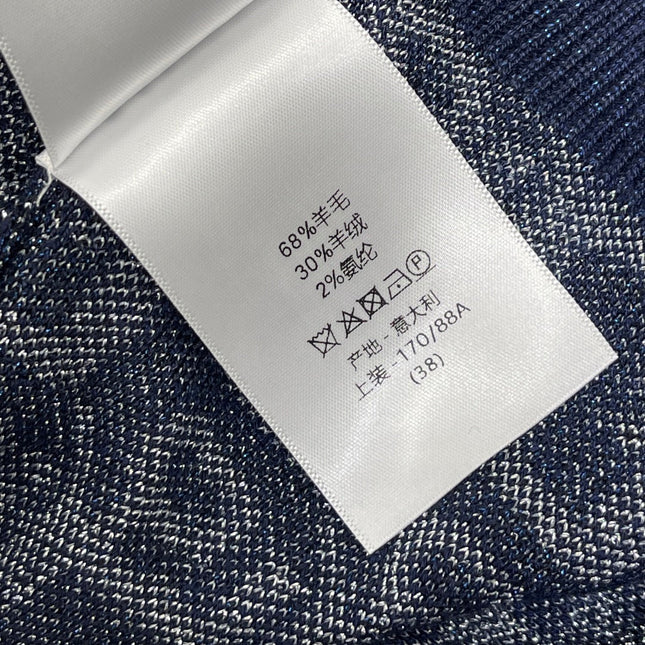 68%羊毛
30%羊绒
2%氨纶
P
产地 - 意大利
上装 - 170/88A
(38)